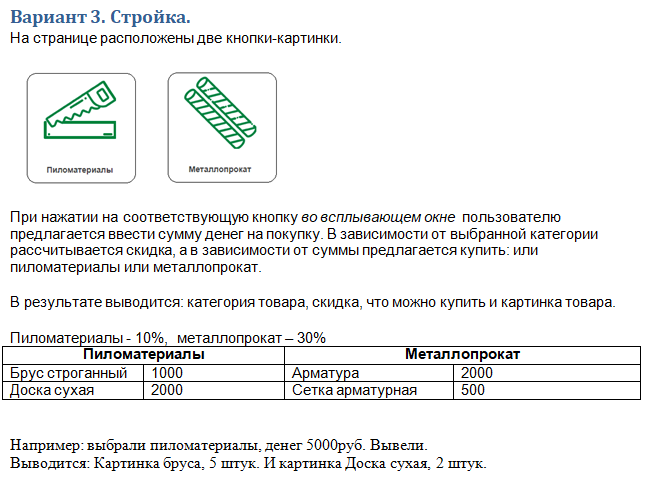 Вариант 3. Стройка.
На странице расположены две кнопки-картинки.
Пиломатериалы Металлопрокат
При нажатии на соответствующую кнопку во всплывающем окне пользователю
предлагается ввести сумму денег на покупку. В зависимости от выбранной категории
рассчитывается скидка, а в зависимости от суммы предлагается купить: или
пиломатериалы или металлопрокат.
В результате выводится: категория товара, скидка, что можно купить и картинка товара.
Пиломатериалы - 10%, металлопрокат – 30%
Пиломатериалы Металлопрокат
Брус строганный 1000 Арматура 2000
Доска сухая 2000 Сетка арматурная 500
Например: выбрали пиломатериалы, денег 5000руб. Вывели.
Выводится: Картинка бруса, 5 штук. И картинка Доска сухая, 2 штук.